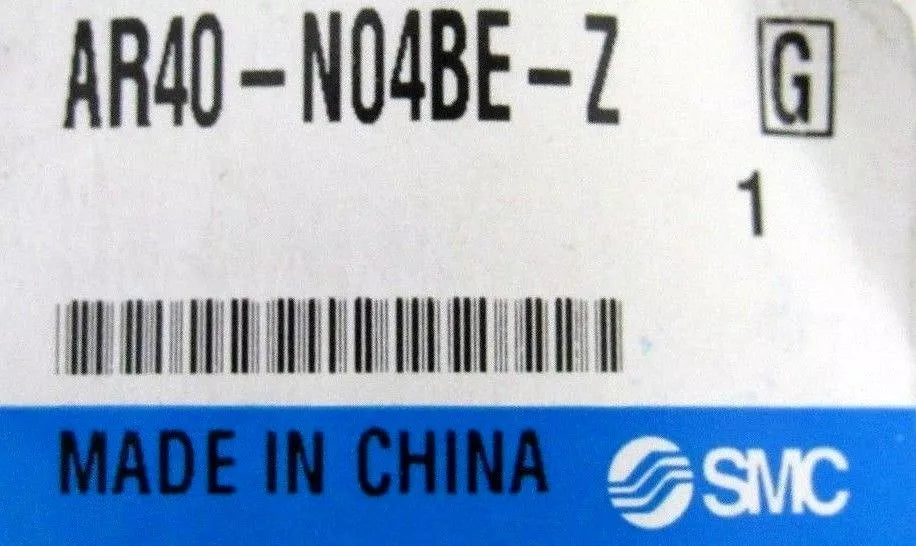 AR40-N04BE-Z G
1
MADE IN CHINA SMC